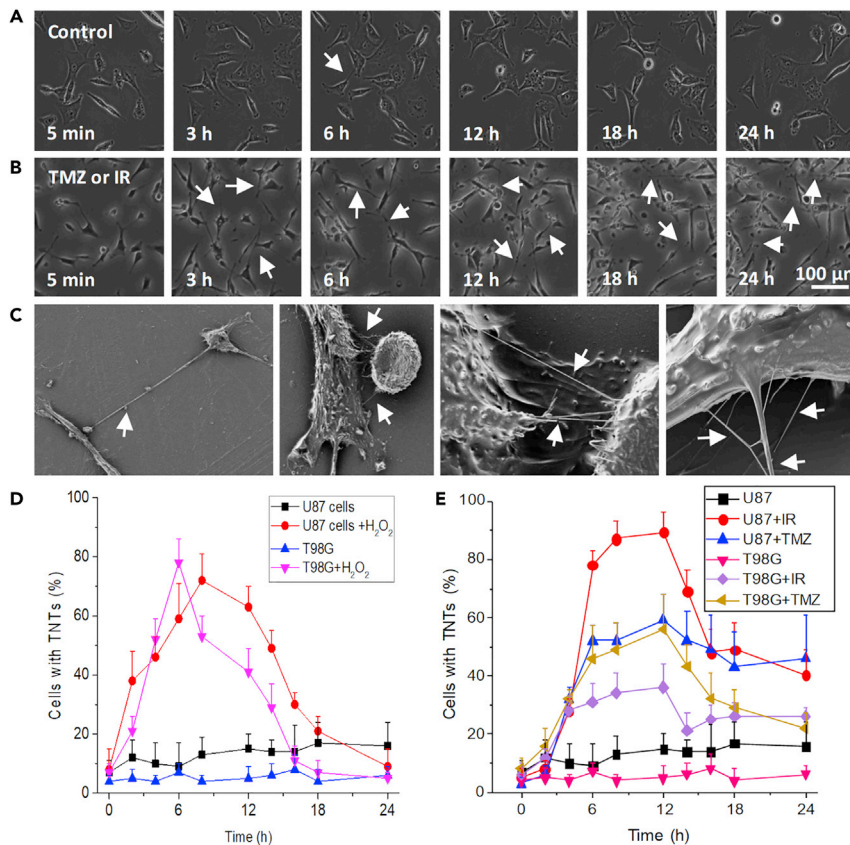 A
Control
5 min
3 h
6 h
12 h
18 h
24 h
B
TMZ or IR
5 min
3 h
6 h
12 h
18 h
24 h
100 µm
C
D
100
80
60
40
20
0
Cells with TNTs (%)
U87 cells
U87 cells +H₂O₂
T98G
T98G+H₂O₂
0
6
12
18
24
Time (h)
E
100
80
60
40
20
0
Cells with TNTs (%)
U87
U87+IR
U87+TMZ
T98G
T98G+IR
T98G+TMZ
0
6
12
18
24
Time (h)